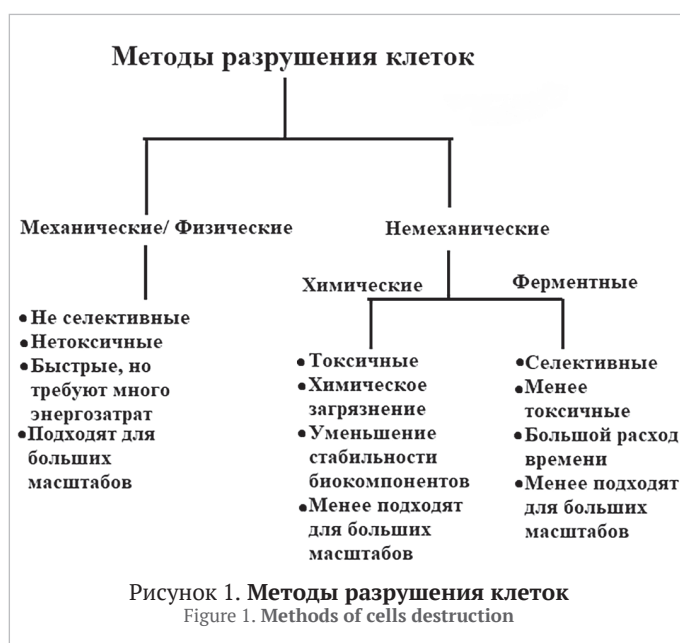 Методы разрушения клеток
Механические/ Физические
Немеханические
Химические
Ферментные
• Не селективные
• Нетоксичные
• Быстрые, но
требуют много
энергозатрат
• Подходят для
больших
масштабов
• Токсичные
• Химическое
загрязнение
• Уменьшение
стабильности
биокомпонентов
• Менее подходят
для больших
масштабов
• Селективные
• Менее
токсичные
• Большой расход
времени
• Менее подходят
для больших
масштабов
Рисунок 1. Методы разрушения клеток
Figure 1. Methods of cells destruction